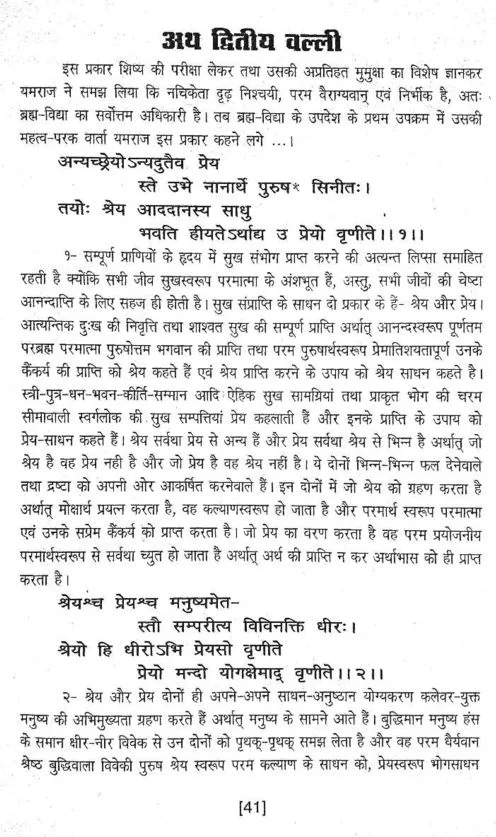 अथ द्वितीय वल्ली
इस प्रकार शिष्य की परीक्षा लेकर तथा उसकी अप्रतिहत मुमुक्षा का विशेष ज्ञानकर
यमराज ने समझ लिया कि नचिकेता दृढ़ निश्चयी, परम वैराग्यवान् एवं निर्भीक है, अतः
ब्रह्म-विद्या का सर्वोत्तम अधिकारी है। तब ब्रह्म-विद्या के उपदेश के प्रथम उपक्रम में उसकी
महत्व-परक वार्ता यमराज इस प्रकार कहने लगे ...।
अन्यच्छ्रेयोऽन्यदुतैव प्रेय
स्ते उभे नानार्थे पुरुष* सिनीतः।
तयोः श्रेय आददानस्य साधु
भवति हीयतेऽर्थाद्य उ प्रेयो वृणीते।।१।।
१- सम्पूर्ण प्राणियों के हृदय में सुख संभोग प्राप्त करने की अत्यन्त लिप्सा समाहित
रहती है क्योंकि सभी जीव सुखस्वरूप परमात्मा के अंशभूत हैं, अस्तु, सभी जीवों की चेष्टा
आनन्दाप्ति के लिए सहज ही होती है। सुख संप्राप्ति के साधन दो प्रकार के हैं- श्रेय और प्रेय।
आत्यन्तिक दुःख की निवृत्ति तथा शाश्वत सुख की सम्पूर्ण प्राप्ति अर्थात् आनन्दस्वरूप पूर्णतम
परब्रह्म परमात्मा पुरुषोत्तम भगवान की प्राप्ति तथा परम पुरुषार्थस्वरूप प्रेमातिशयतापूर्ण उनके
कैंकर्य की प्राप्ति को श्रेय कहते हैं एवं श्रेय प्राप्ति करने के उपाय को श्रेय साधन कहते है।
स्त्री-पुत्र-धन-भवन-कीर्ति-सम्मान आदि ऐहिक सुख सामग्रियां तथा प्राकृत भोग की चरम
सीमावाली स्वर्गलोक की सुख सम्पत्तियां प्रेय कहलाती हैं और इनके प्राप्ति के उपाय को
प्रेय-साधन कहते हैं। श्रेय सर्वथा प्रेय से अन्य हैं और प्रेय सर्वथा श्रेय से भिन्न है अर्थात् जो
श्रेय है वह प्रेय नही है और जो प्रेय है वह श्रेय नहीं है। ये दोनों भिन्न-भिन्न फल देनेवाले
तथा द्रष्टा को अपनी ओर आकर्षित करनेवाले हैं। इन दोनों में जो श्रेय को ग्रहण करता है
अर्थात् मोक्षार्थ प्रयत्न करता है, वह कल्याणस्वरूप हो जाता है और परमार्थ स्वरूप परमात्मा
एवं उनके सप्रेम कैंकर्य को प्राप्त करता है। जो प्रेय का वरण करता है वह परम प्रयोजनीय
परमार्थस्वरूप से सर्वथा च्युत हो जाता है अर्थात् अर्थ की प्राप्ति न कर अर्थाभास को ही प्राप्त
करता है।
श्रेयश्च प्रेयश्च मनुष्यमेत-
स्तौ सम्परीत्य विविनक्ति धीरः।
श्रेयो हि धीरोऽभि प्रेयसो वृणीते
प्रेयो मन्दो योगक्षेमाद् वृणीते।।२।।
२- श्रेय और प्रेय दोनों ही अपने-अपने साधन-अनुष्ठान योग्यकरण कलेवर-युक्त
मनुष्य की अभिमुख्यता ग्रहण करते हैं अर्थात् मनुष्य के सामने आते हैं। बुद्धिमान मनुष्य हंस
के समान क्षीर-नीर विवेक से उन दोनों को पृथक्-पृथक् समझ लेता है और वह परम धैर्यवान
श्रेष्ठ बुद्धिवाला विवेकी पुरुष श्रेय स्वरूप परम कल्याण के साधन को, प्रेयस्वरूप भोगसाधन
[41]